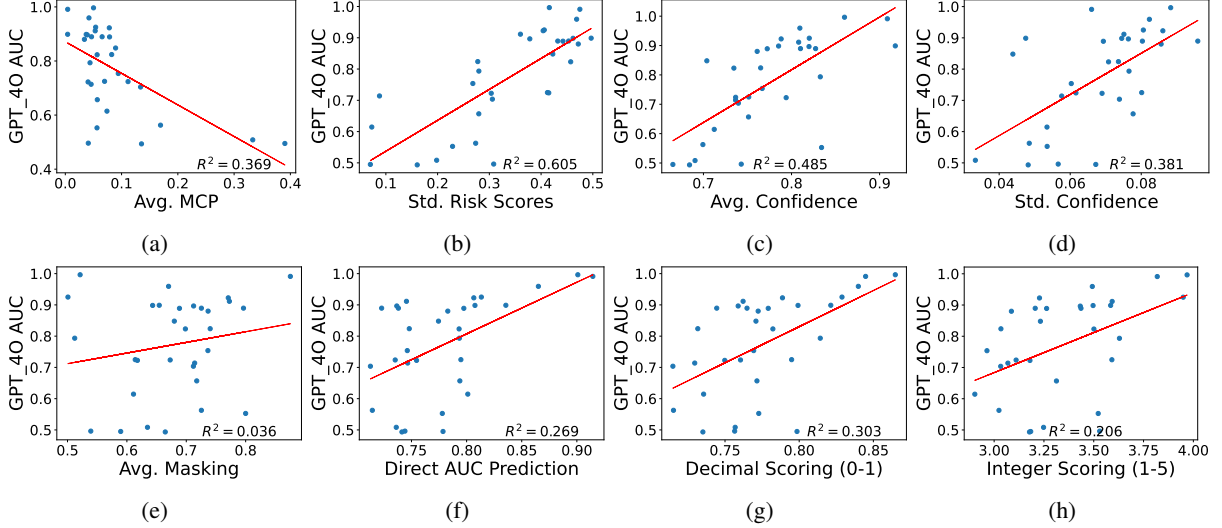 GPT_4O AUC
1.0
0.8
0.6
0.4
R² = 0.369
0.0 0.1 0.2 0.3 0.4
Avg. MCP
(a)
GPT_4O AUC
1.0
0.9
0.8
0.7
0.6
0.5
R² = 0.605
0.1 0.2 0.3 0.4 0.5
Std. Risk Scores
(b)
GPT_4O AUC
1.0
0.9
0.8
0.7
0.6
0.5
R² = 0.485
0.7 0.8 0.9
Avg. Confidence
(c)
GPT_4O AUC
1.0
0.9
0.8
0.7
0.6
0.5
R² = 0.381
0.04 0.06 0.08
Std. Confidence
(d)
GPT_4O AUC
1.0
0.9
0.8
0.7
0.6
0.5
R² = 0.036
0.5 0.6 0.7 0.8
Avg. Masking
(e)
GPT_4O AUC
1.0
0.9
0.8
0.7
0.6
0.5
R² = 0.269
0.75 0.80 0.85 0.90
Direct AUC Prediction
(f)
GPT_4O AUC
1.0
0.9
0.8
0.7
0.6
0.5
R² = 0.303
0.75 0.80 0.85
Decimal Scoring (0-1)
(g)
GPT_4O AUC
1.0
0.9
0.8
0.7
0.6
0.5
R² = 0.206
3.00 3.25 3.50 3.75 4.00
Integer Scoring (1-5)
(h)